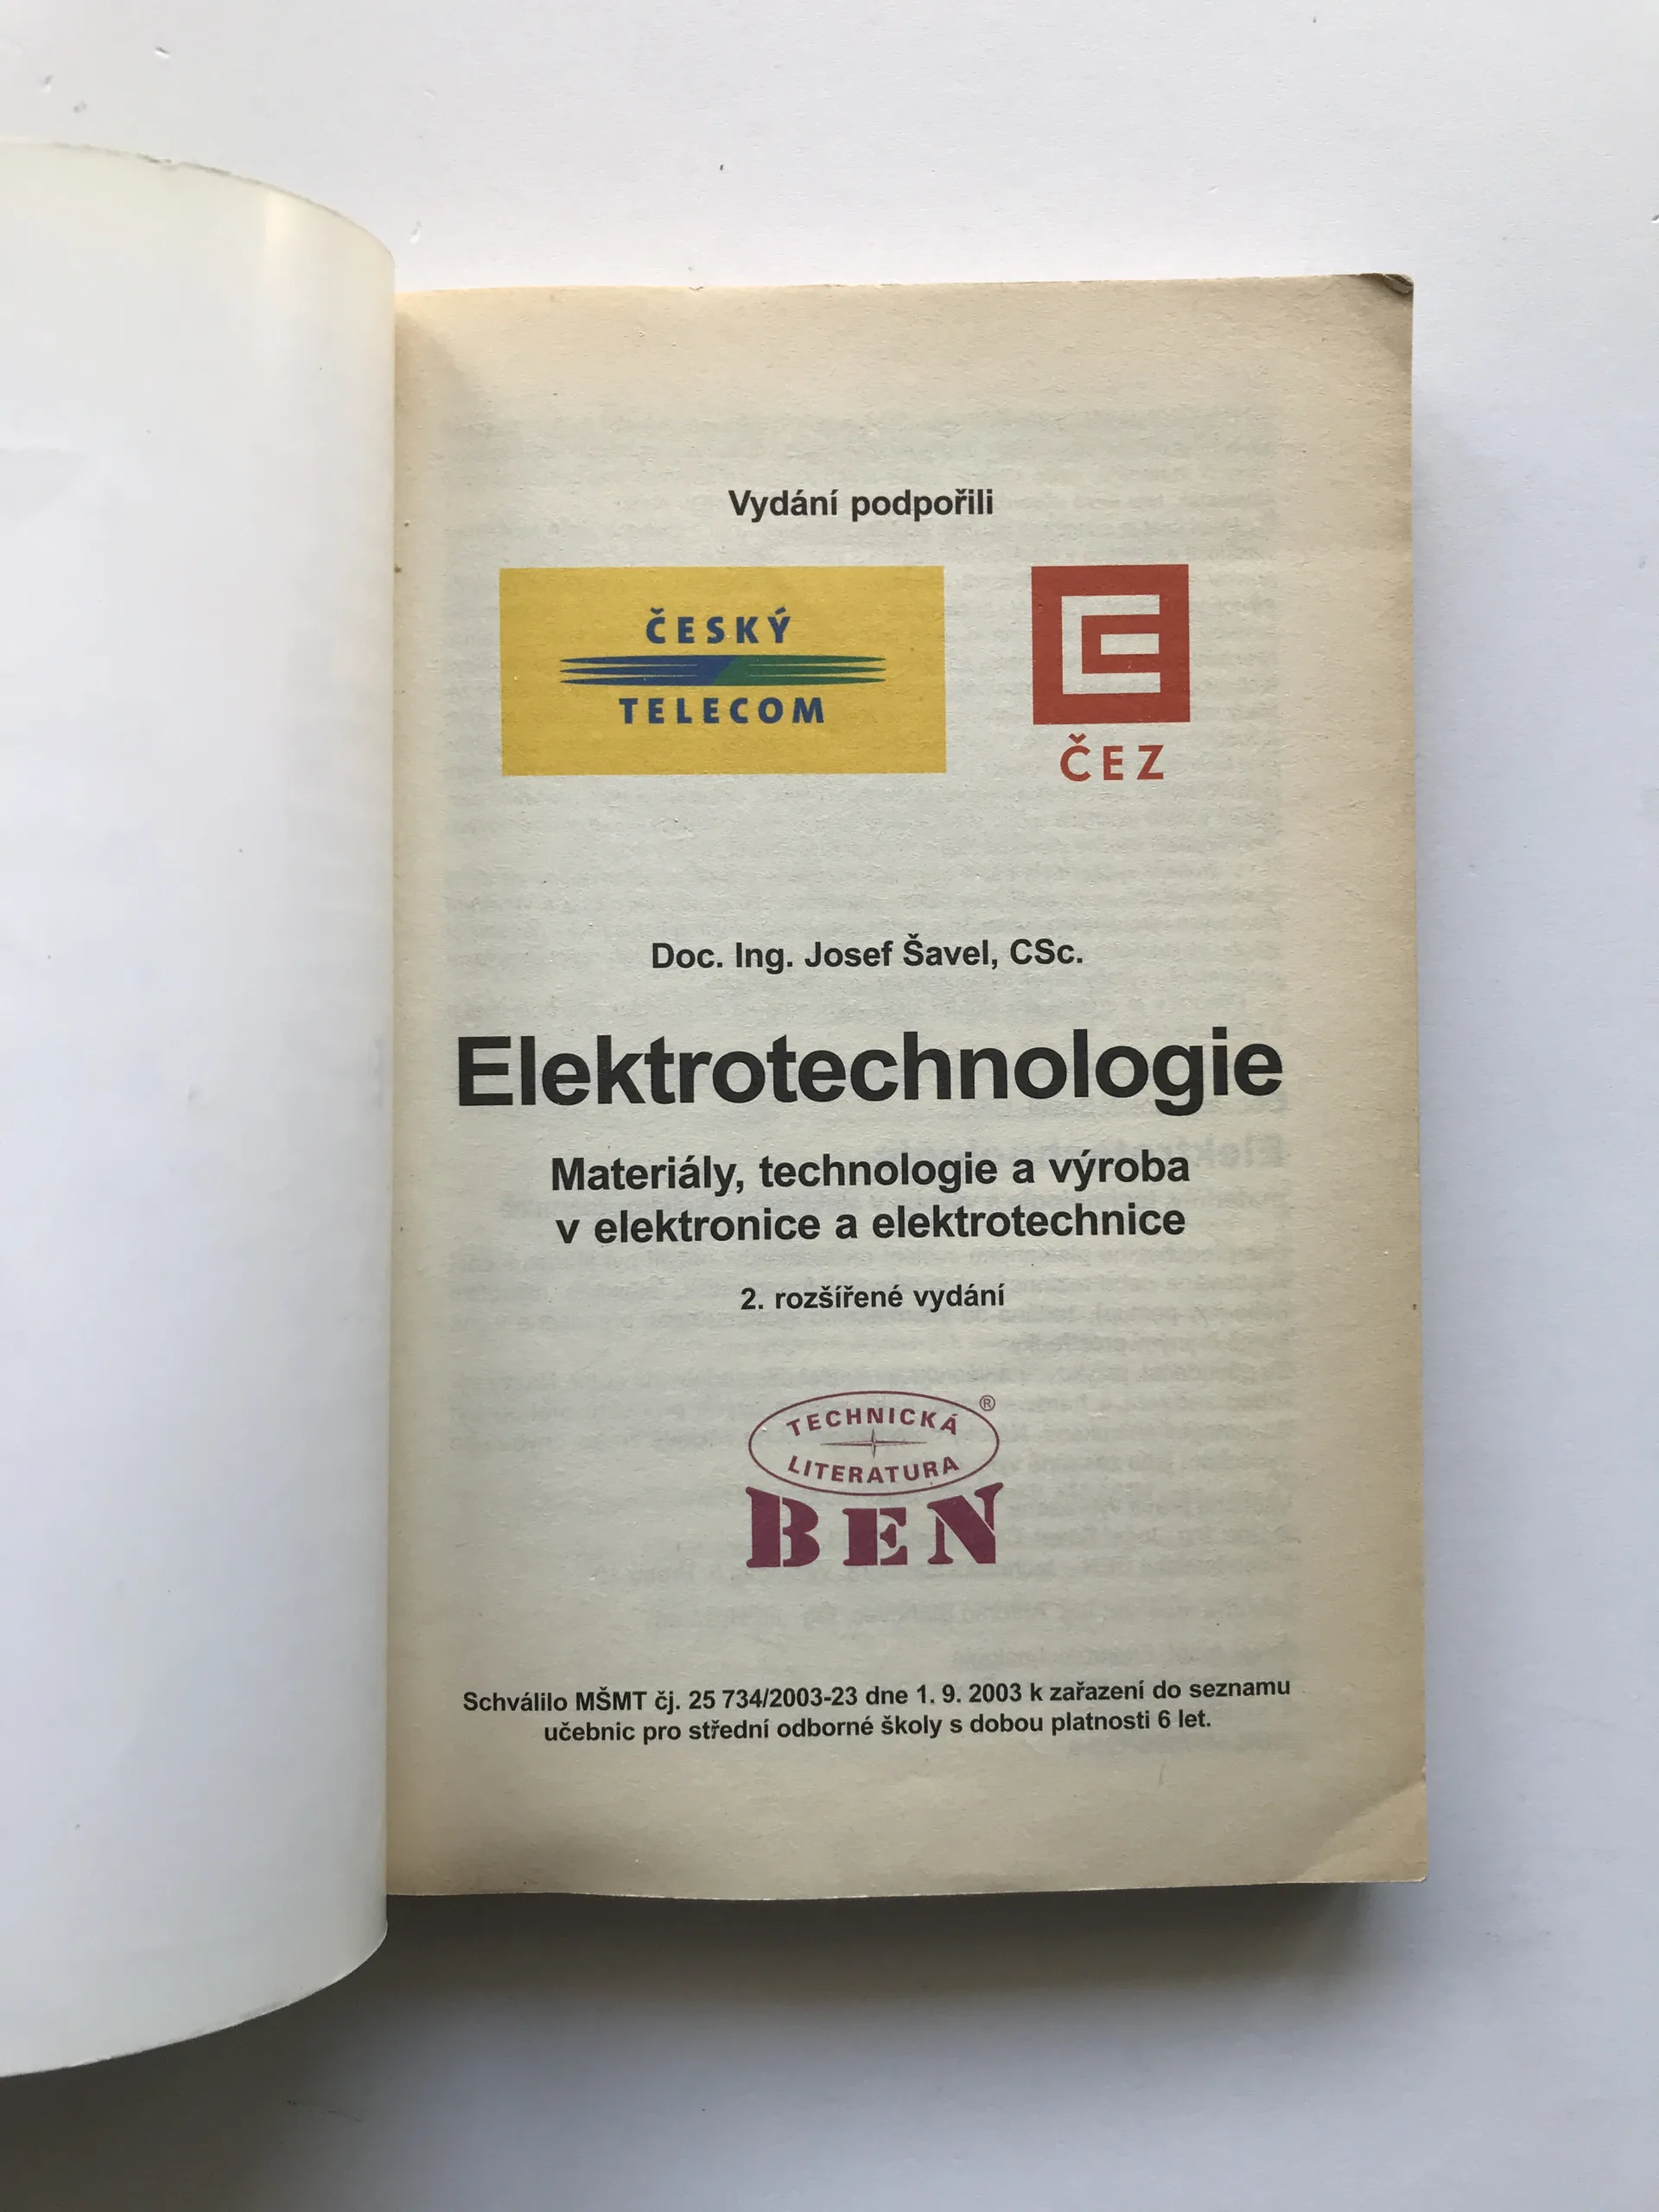 Vydání podpořili
ČESKÝ
TELECOM
ČEZ
Doc. Ing. Josef Šavel, CSc.
Elektrotechnologie
Materiály, technologie a výroba
v elektronice a elektrotechnice
2. rozšířené vydání
TECHNICKÁ ®
LITERATURA
BEN
Schválilo MŠMT čj. 25 734/2003-23 dne 1. 9. 2003 k zařazení do seznamu
učebnic pro střední odborné školy s dobou platnosti 6 let.